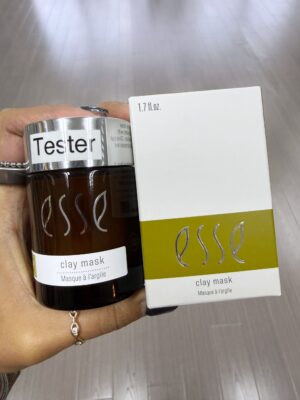 Tester
esse
clay mask
Masque à l'argile
1.7 fl.oz.
esse
clay mask
Masque à l'argile